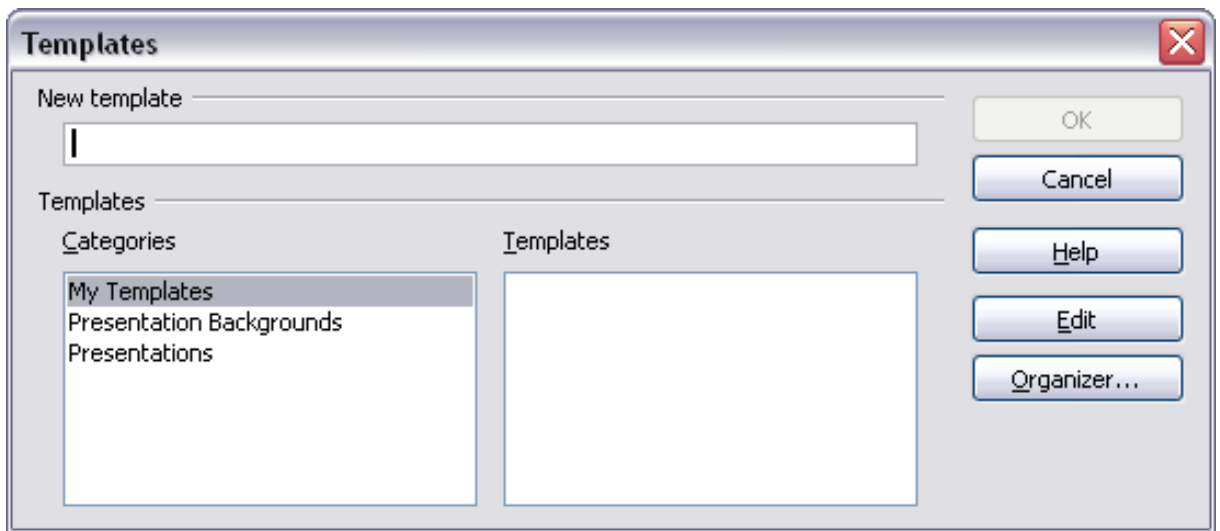 Templates
New template
OK
Cancel
Templates
Categories
Templates
Help
My Templates
Presentation Backgrounds
Presentations
Edit
Organizer...